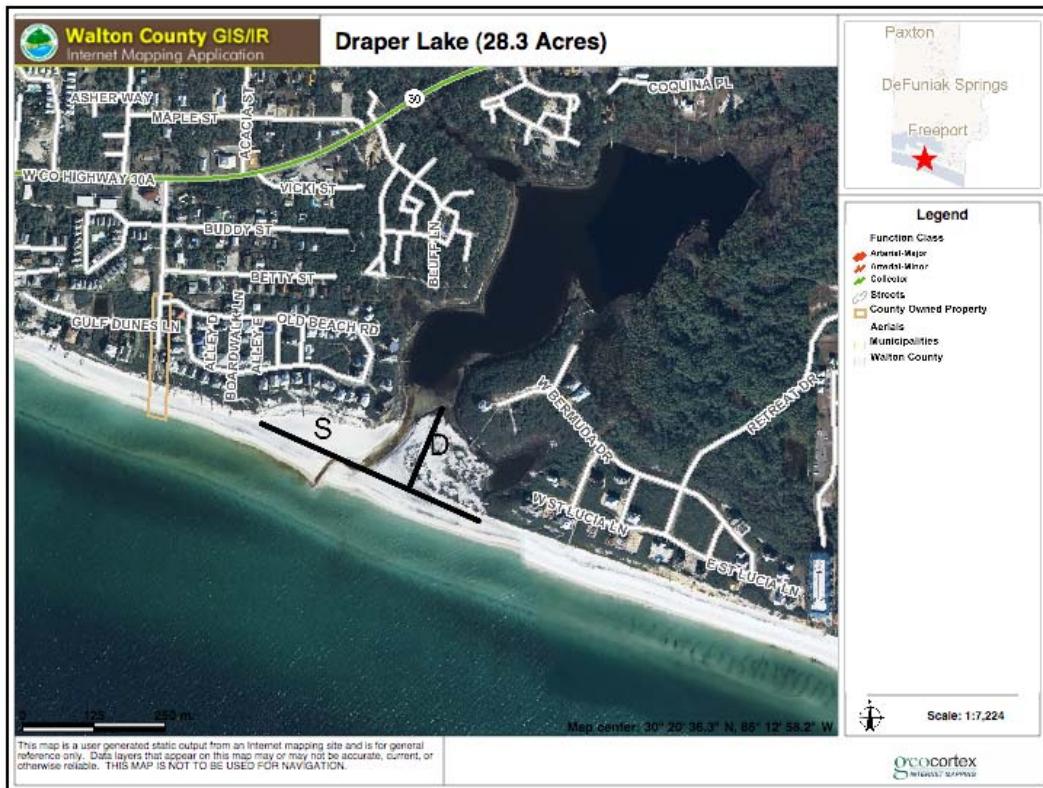 Walton County GIS/IR
Internet Mapping Application
Draper Lake (28.3 Acres)
ASHER WAY
MAPLE ST
ACACIA ST
30
COQUINA PL
W CO HIGHWAY 30A
VICKI ST
BUDDY ST
BLUFF LN
BETTY ST
GULF DUNES LN
ALLEY D
BOARDWALK LN
ALLEY E
OLD BEACH RD
W BERMUDA DR
RETREAT DR
S
D
W ST LUCIA LN
E ST LUCIA LN
0 125 250 m.
Map center: 30° 20' 36.3" N, 86° 12' 58.2" W
Paxton
DeFuniak Springs
Freeport
Legend
Function Class
Arterial-Major
Arterial-Minor
Collector
Streets
County Owned Property
Aerials
Municipalities
Walton County
Scale: 1:7,224
This map is a user generated static output from an Internet mapping site and is for general
reference only. Data layers that appear on this map may or may not be accurate, current, or
otherwise reliable. THIS MAP IS NOT TO BE USED FOR NAVIGATION.
geocortex
INTERNET MAPPING